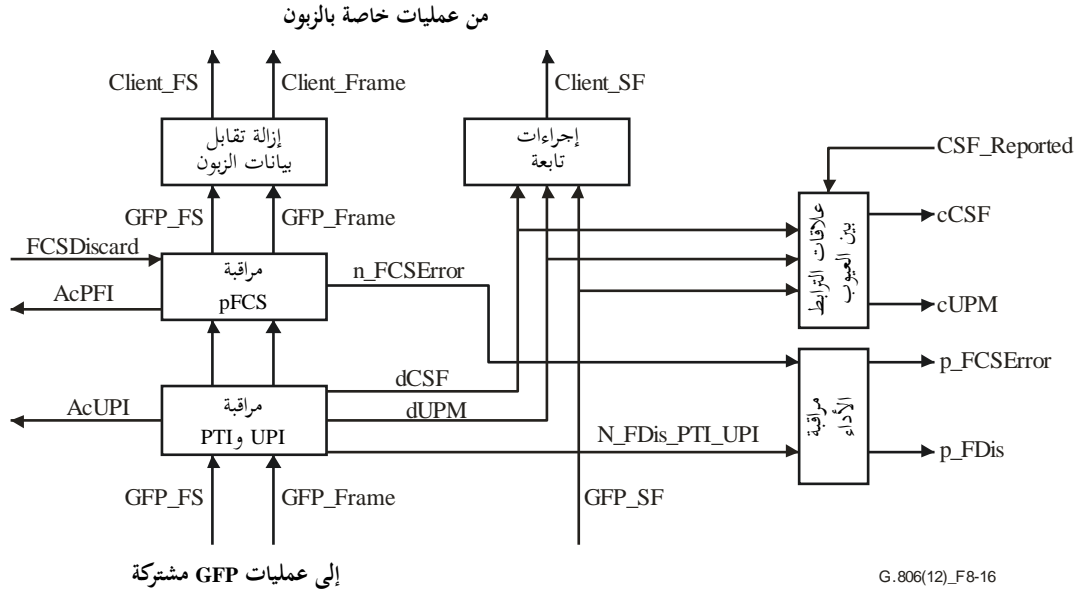 من عمليات خاصة بالزبون
Client_FS
Client_Frame
Client_SF
إزالة تقابل
بيانات الزبون
إجراءات
تابعة
CSF_Reported
GFP_FS
GFP_Frame
علاقات الترابط
بين العيوب
cCSF
FCSDiscard
مراقبة
pFCS
n_FCSError
AcPFI
cUPM
p_FCSError
dCSF
AcUPI
مراقبة
UPI وPTI
dUPM
مراقبة
الأداء
N_FDis_PTI_UPI
p_FDis
GFP_FS
GFP_Frame
GFP_SF
إلى عمليات GFP مشتركة
G.806(12)_F8-16